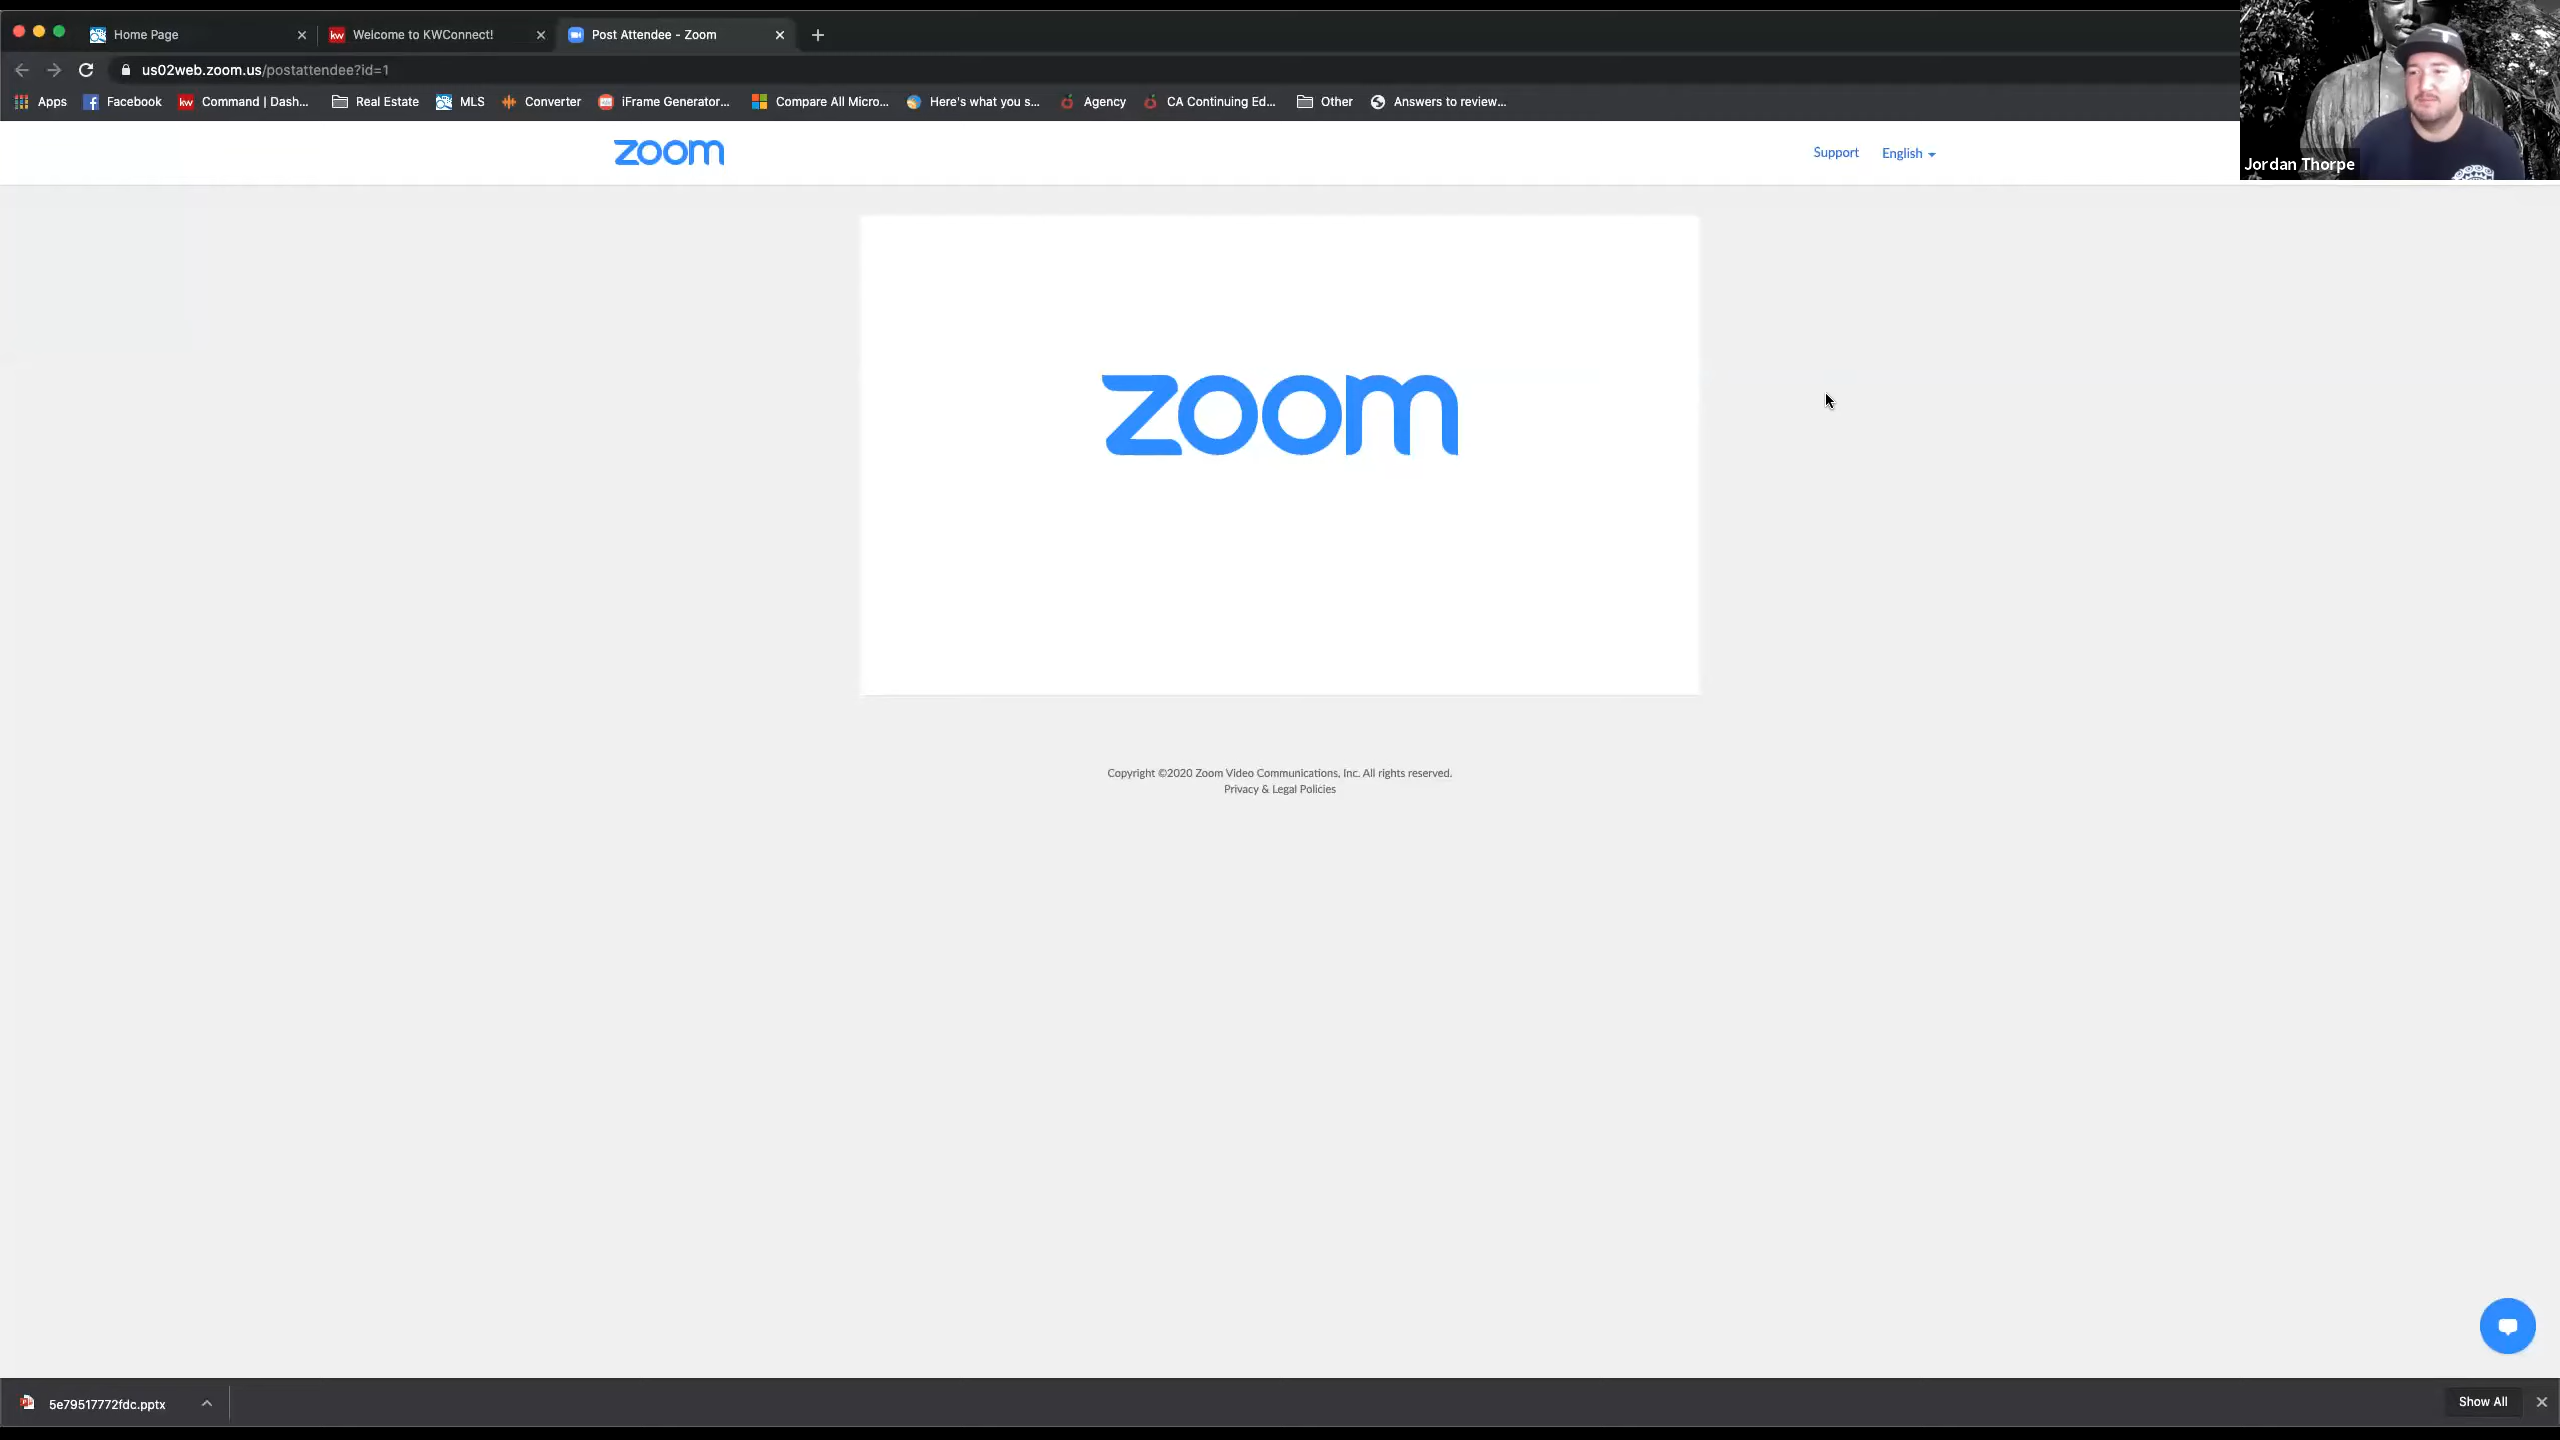 Home Page
kw Welcome to KWConnect!
Post Attendee - Zoom
us02web.zoom.us/postattendee?id=1
Apps Facebook kw Command | Dash... Real Estate MLS Converter iFrame Generator... Compare All Micro... Here's what you s... Agency CA Continuing Ed... Other Answers to review...
zoom Support English
Jordan Thorpe
zoom
Copyright ©2020 Zoom Video Communications, Inc. All rights reserved.
Privacy & Legal Policies
5e79517772fdc.pptx Show All